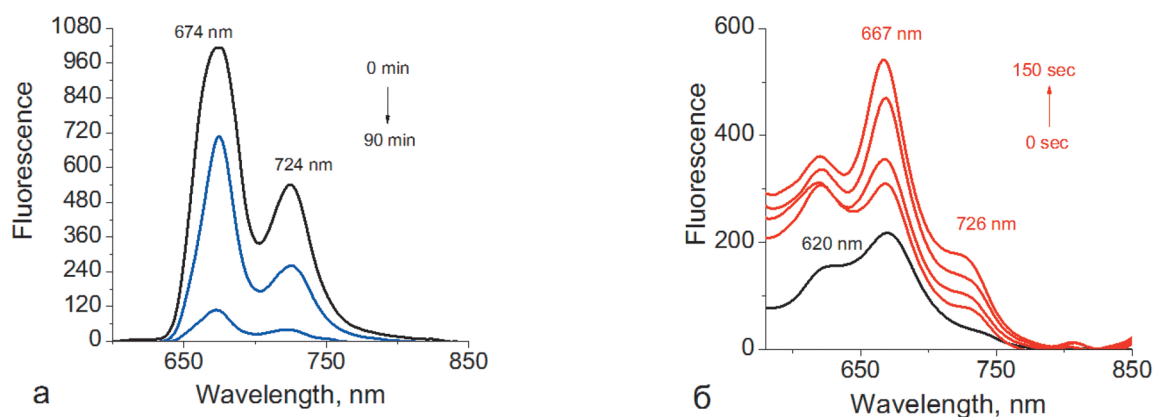 1080
960
840
720
600
480
360
240
120
0
Fluorescence
674 nm
724 nm
0 min
90 min
650
750
850
Wavelength, nm
а
600
400
200
0
Fluorescence
667 nm
620 nm
726 nm
150 sec
0 sec
650
750
850
Wavelength, nm
б